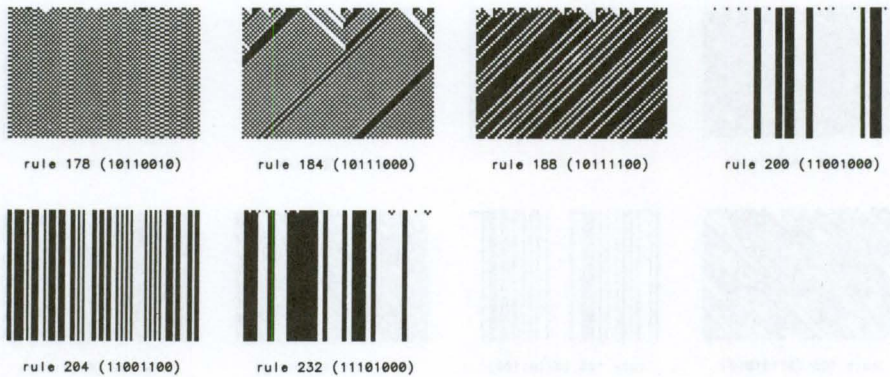 rule 178 (10110010)
rule 184 (10111000)
rule 188 (10111100)
rule 200 (11001000)
rule 204 (11001100)
rule 232 (11101000)